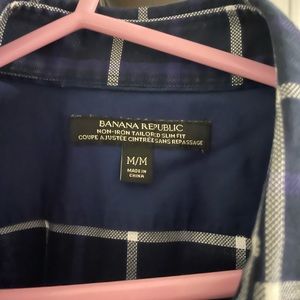 BANANA REPUBLIC
NON-IRON TAILORED SLIM FIT
COUPE AJUSTÉE CINTRÉE SANS REPASSAGE
M/M
MADE IN
CHINA